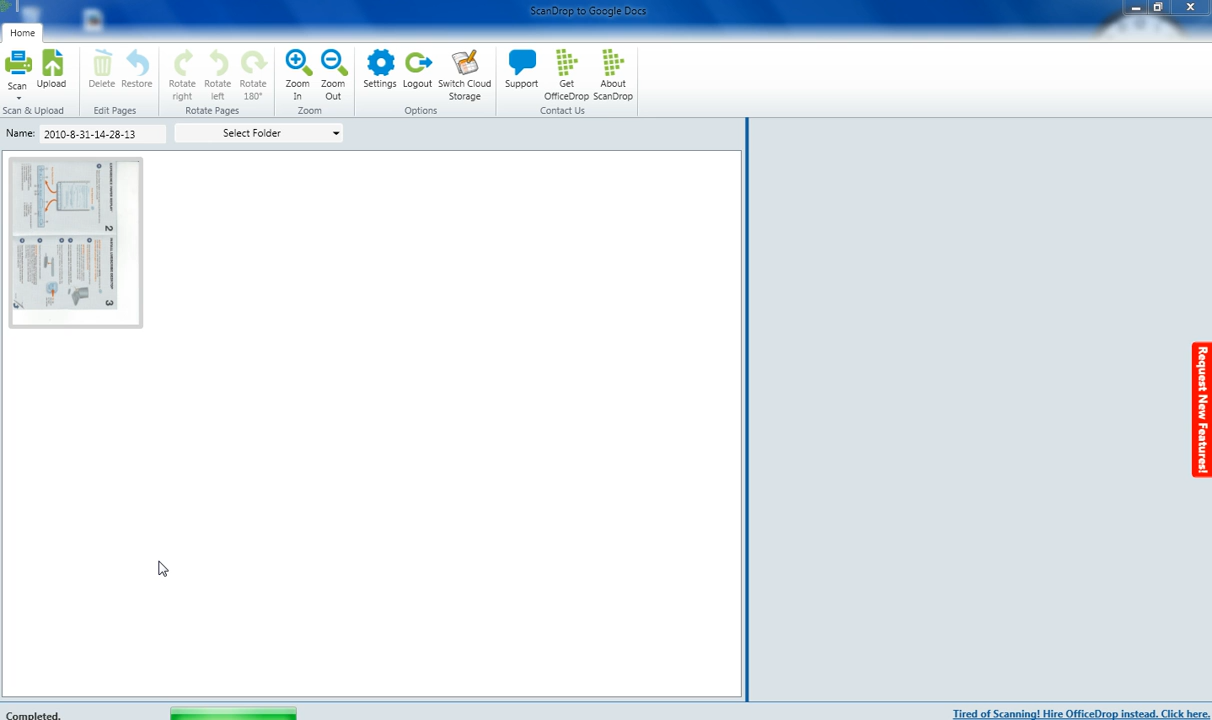 ScanDrop to Google Docs
Home
Scan
Upload
Delete
Restore
Rotate right
Rotate left
Rotate 180°
Zoom In
Zoom Out
Settings
Logout
Switch Cloud Storage
Support
Get OfficeDrop
About ScanDrop
Scan & Upload
Edit Pages
Rotate Pages
Zoom
Options
Contact Us
Name:
2010-8-31-14-28-13
Select Folder
2
3
Request New Features!
Completed.
Tired of Scanning! Hire OfficeDrop instead. Click here.